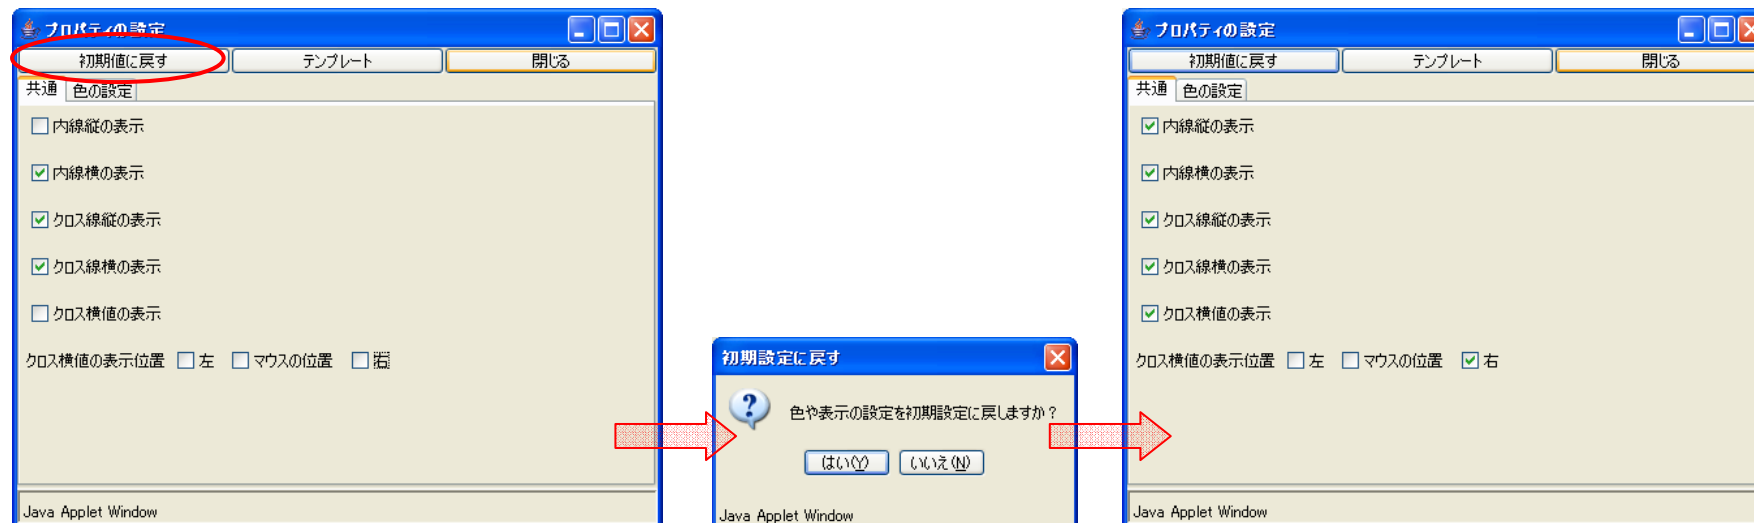 プロパティの設定
初期値に戻す テンプレート 閉じる
共通 色の設定
内線縦の表示
内線横の表示
クロス線縦の表示
クロス線横の表示
クロス横値の表示
クロス横値の表示位置 左 マウスの位置 右
Java Applet Window
初期設定に戻す
色や表示の設定を初期設定に戻しますか?
はい(Y) いいえ(N)
Java Applet Window
プロパティの設定
初期値に戻す テンプレート 閉じる
共通 色の設定
内線縦の表示
内線横の表示
クロス線縦の表示
クロス線横の表示
クロス横値の表示
クロス横値の表示位置 左 マウスの位置 右
Java Applet Window